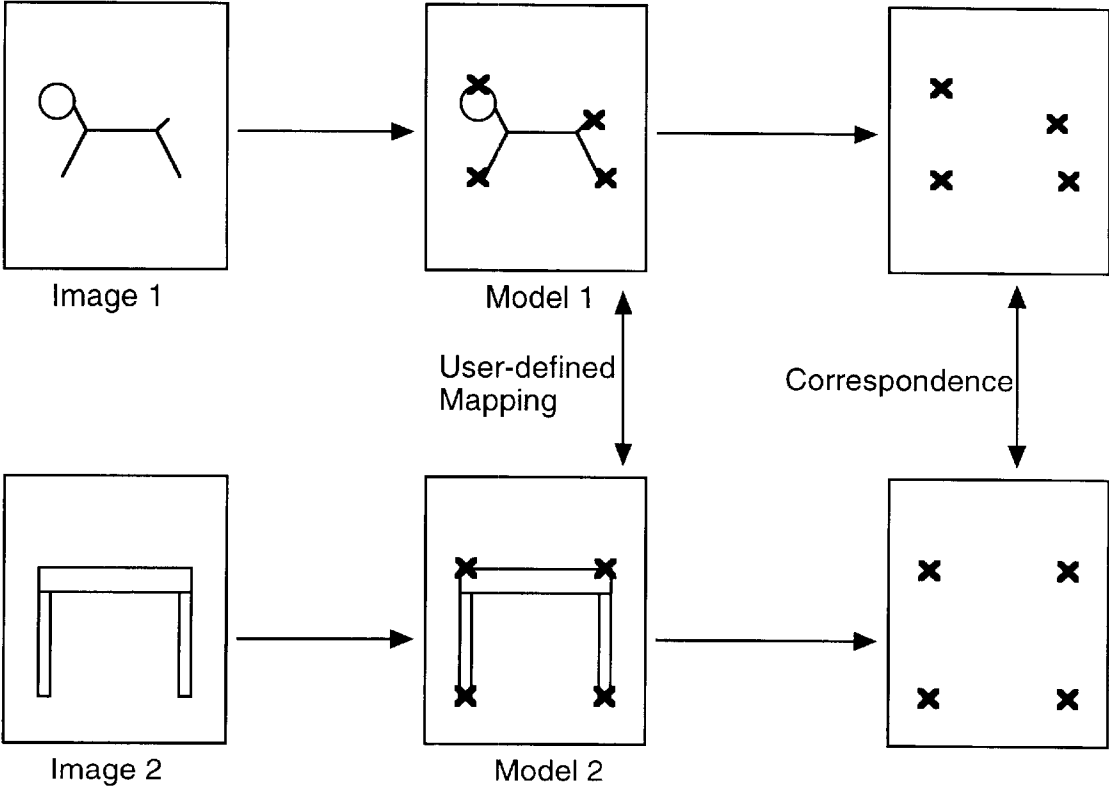 Image 1
Model 1
User-defined
Mapping
Correspondence
Image 2
Model 2